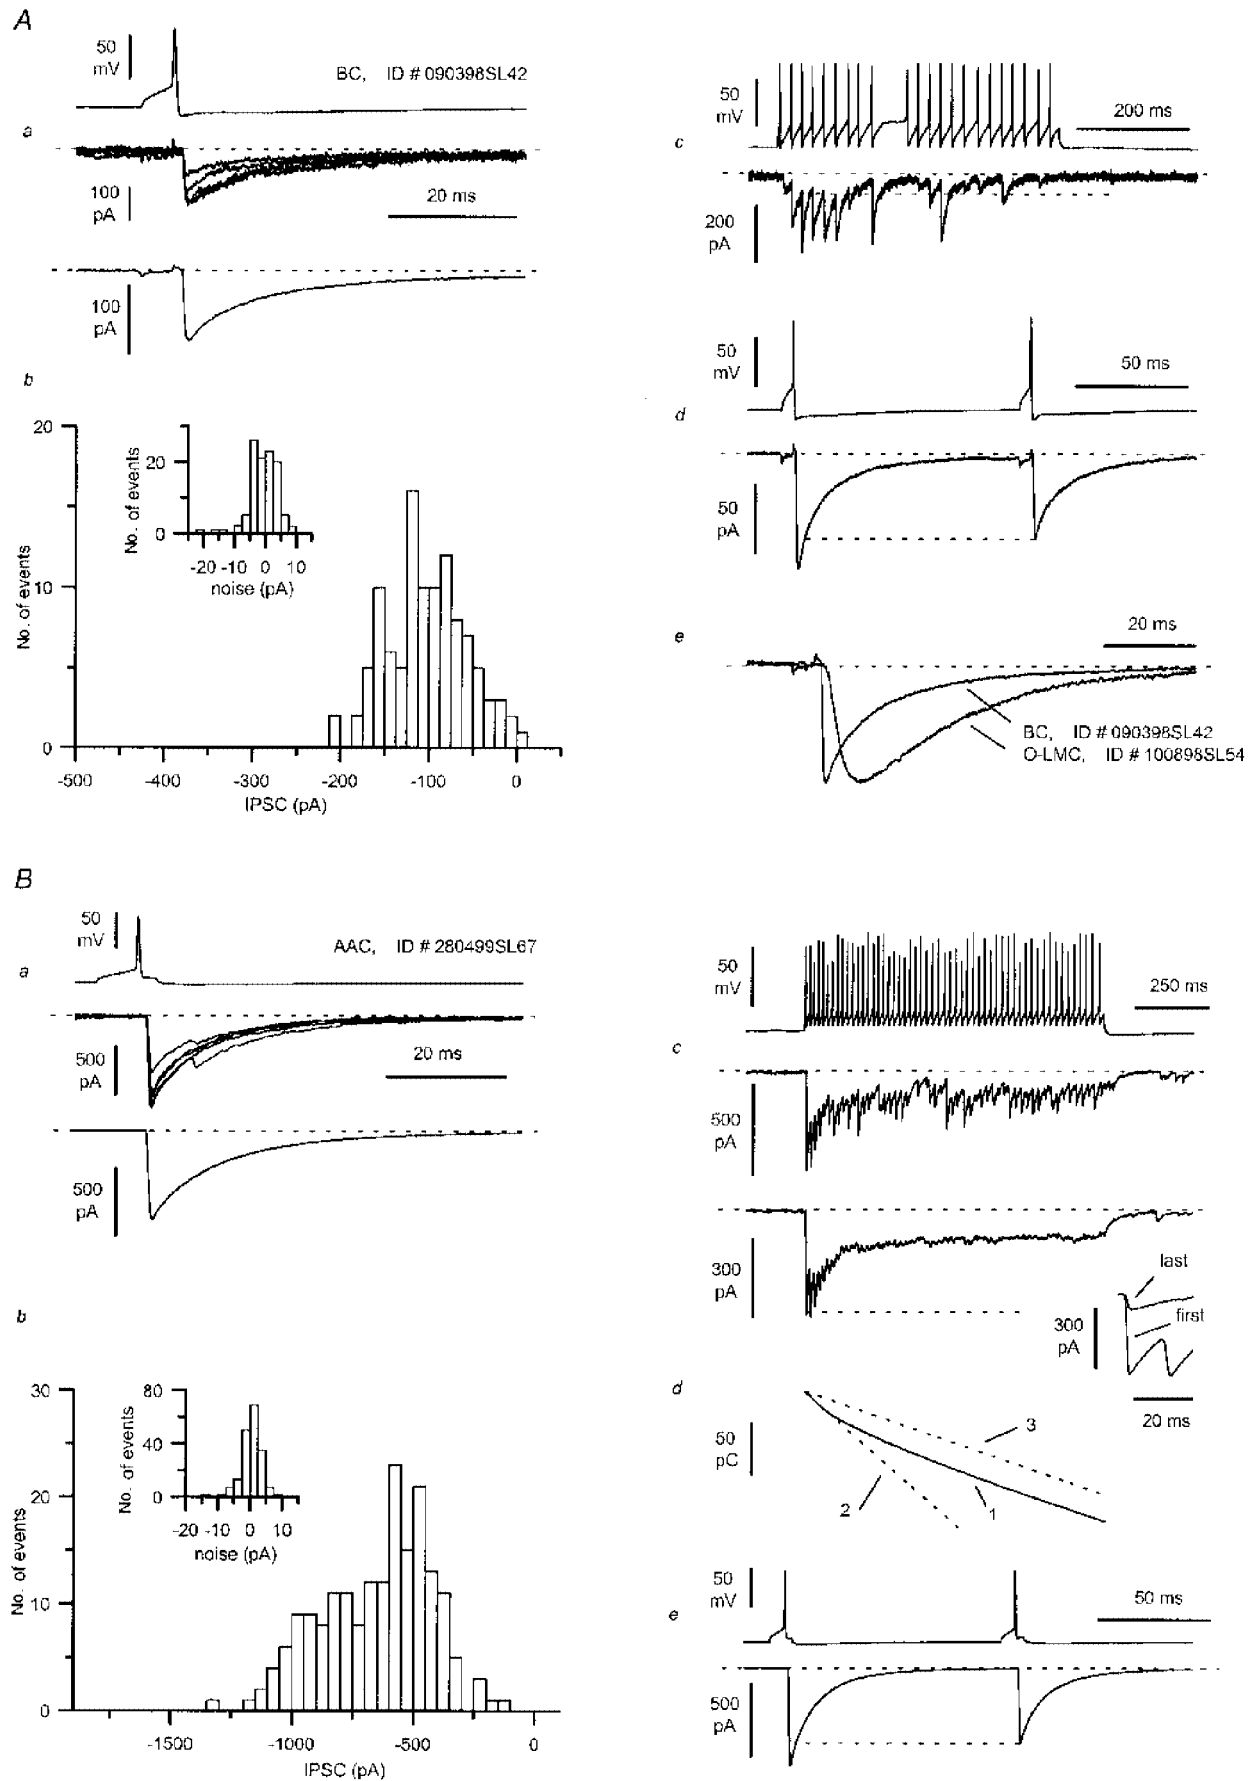 A
50
mV
BC, ID # 090398SL42
a
100
pA
20 ms
100
pA
b
20
10
0
No. of events
20
0
No. of events
-20 -10 0 10
noise (pA)
-500 -400 -300 -200 -100 0
IPSC (pA)
50
mV
200 ms
c
200
pA
50
mV
50 ms
d
50
pA
e
20 ms
BC, ID # 090398SL42
O-LMC, ID # 100898SL54
B
50
mV
AAC, ID # 280499SL67
a
500
pA
20 ms
500
pA
b
30
20
10
0
No. of events
80
40
0
No. of events
-20 -10 0 10
noise (pA)
-1500 -1000 -500 0
IPSC (pA)
50
mV
250 ms
c
500
pA
300
pA
last
first
300
pA
20 ms
d
50
pC
3
2
1
50
mV
50 ms
e
500
pA